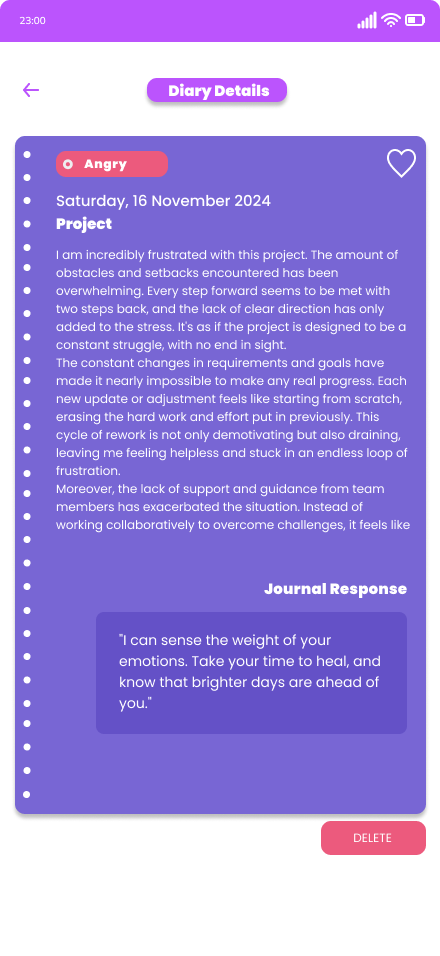 23:00
Diary Details
Angry
Saturday, 16 November 2024
Project
I am incredibly frustrated with this project. The amount of
obstacles and setbacks encountered has been
overwhelming. Every step forward seems to be met with
two steps back, and the lack of clear direction has only
added to the stress. It's as if the project is designed to be a
constant struggle, with no end in sight.
The constant changes in requirements and goals have
made it nearly impossible to make any real progress. Each
new update or adjustment feels like starting from scratch,
erasing the hard work and effort put in previously. This
cycle of rework is not only demotivating but also draining,
leaving me feeling helpless and stuck in an endless loop of
frustration.
Moreover, the lack of support and guidance from team
members has exacerbated the situation. Instead of
working collaboratively to overcome challenges, it feels like
Journal Response
"I can sense the weight of your
emotions. Take your time to heal, and
know that brighter days are ahead of
you."
DELETE